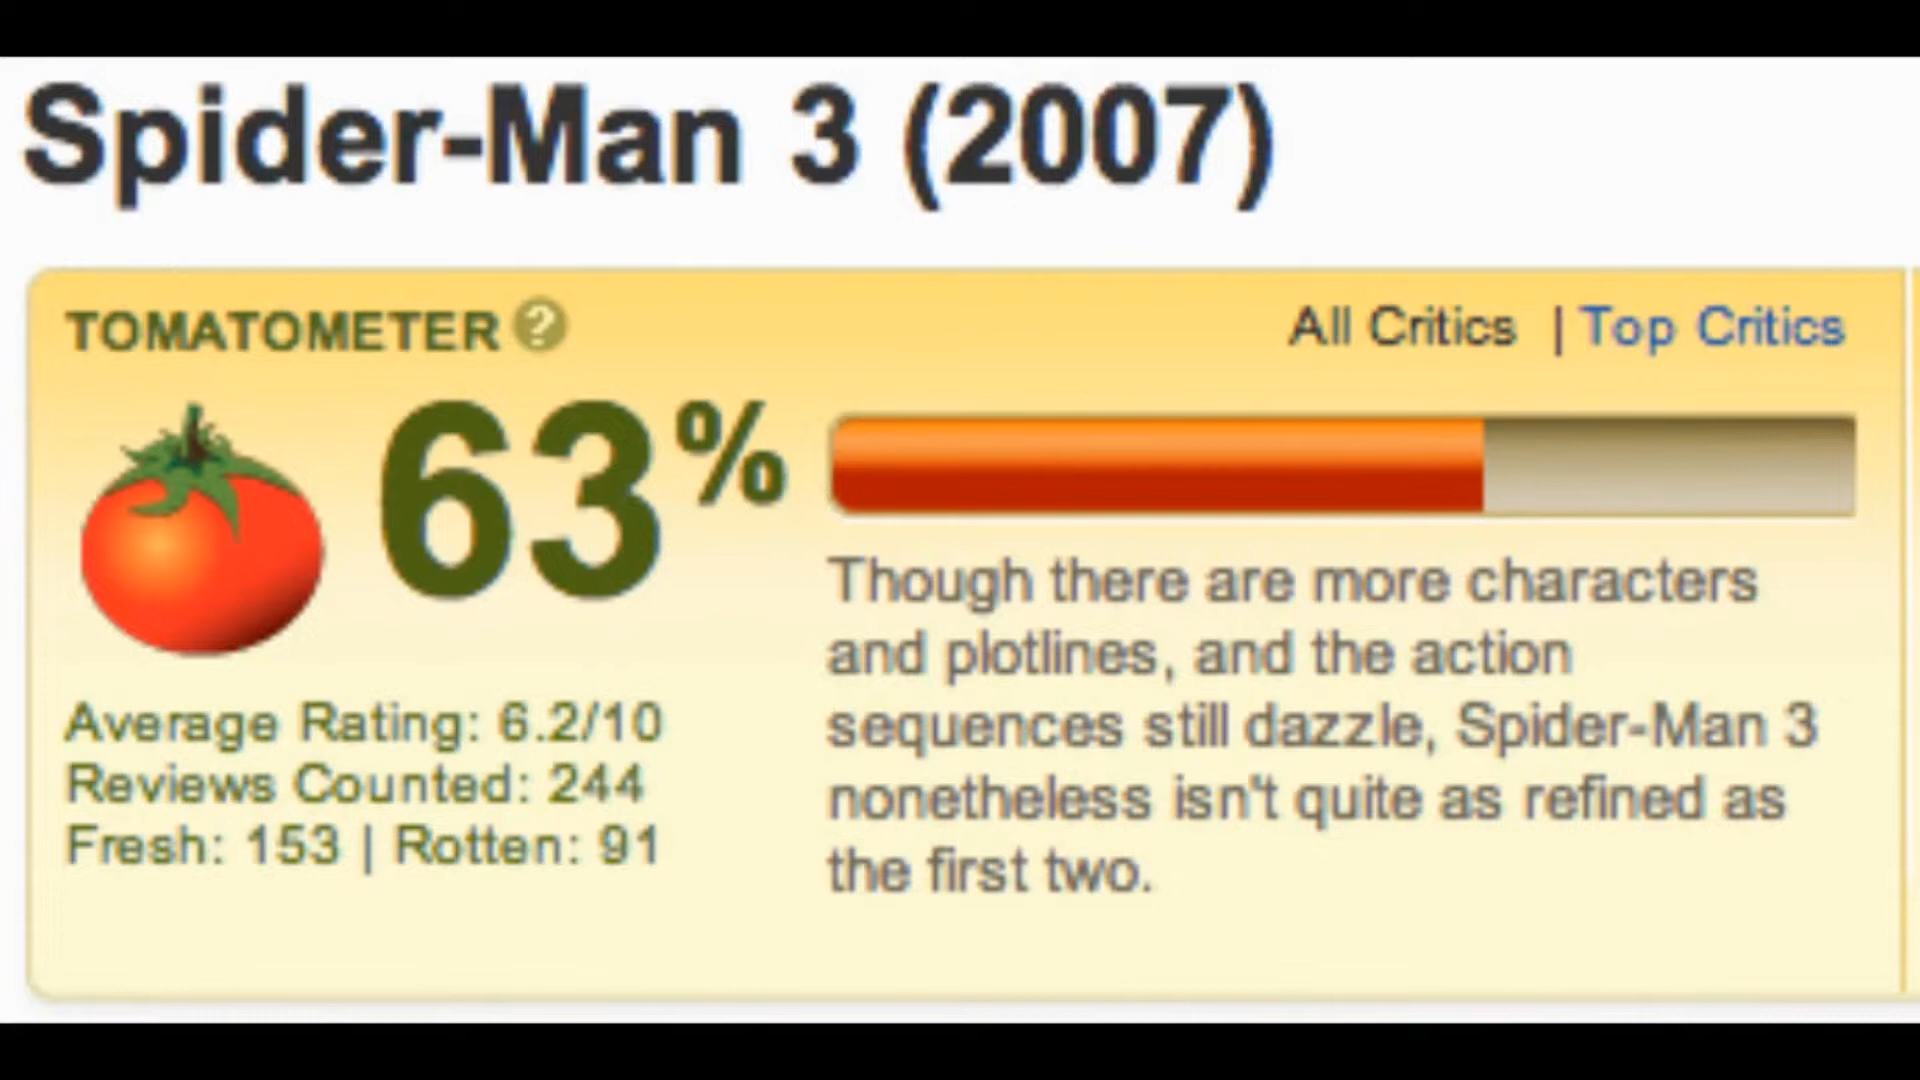 Spider-Man 3 (2007)
TOMATOMETER ?
All Critics | Top Critics
63%
Average Rating: 6.2/10
Reviews Counted: 244
Fresh: 153 | Rotten: 91
Though there are more characters
and plotlines, and the action
sequences still dazzle, Spider-Man 3
nonetheless isn't quite as refined as
the first two.